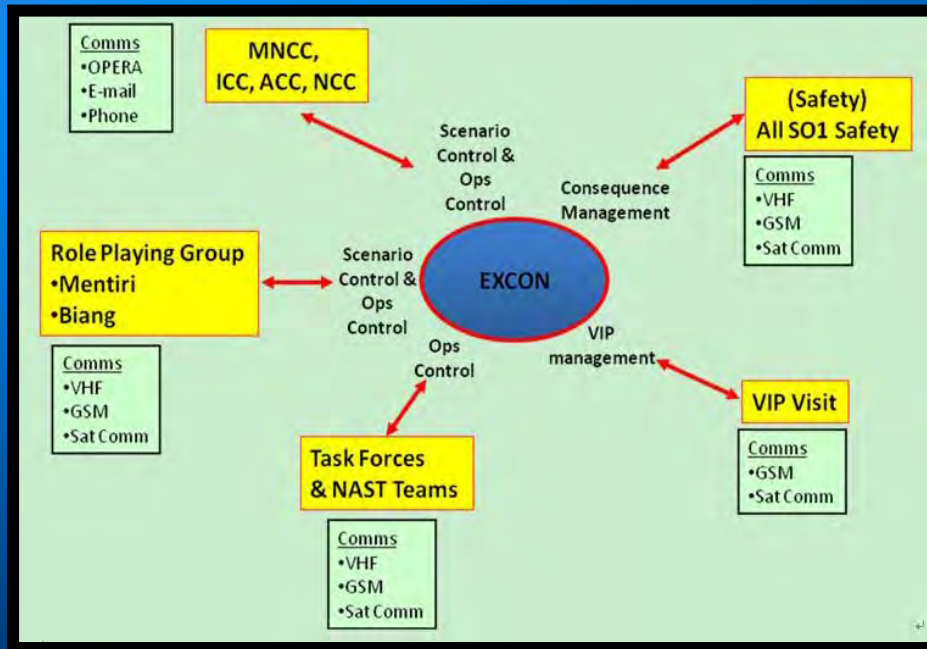 Comms
•OPERA
•E-mail
•Phone
MNCC,
ICC, ACC, NCC
Scenario
Control &
Ops
Control
(Safety)
All SO1 Safety
Comms
•VHF
•GSM
•Sat Comm
Consequence
Management
Role Playing Group
•Mentiri
•Biang
Comms
•VHF
•GSM
•Sat Comm
Scenario
Control &
Ops
Control
EXCON
VIP
management
VIP Visit
Comms
•GSM
•Sat Comm
Ops
Control
Task Forces
& NAST Teams
Comms
•VHF
•GSM
•Sat Comm